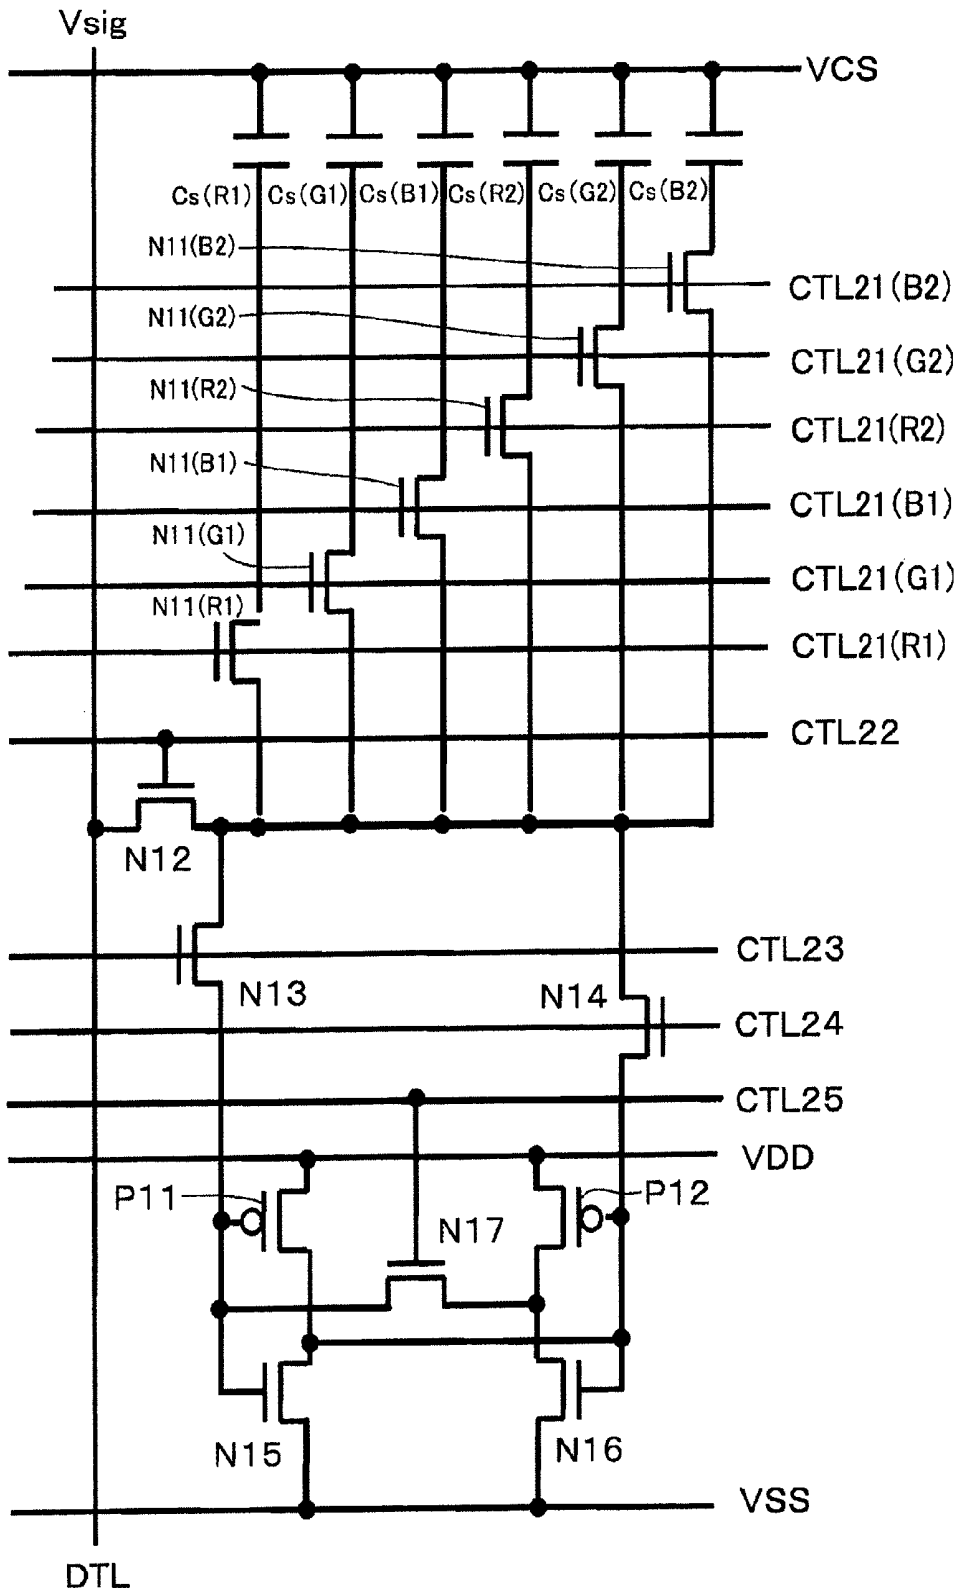 Vsig
VCS
Cs(R1) Cs(G1) Cs(B1) Cs(R2) Cs(G2) Cs(B2)
N11(B2)
CTL21(B2)
N11(G2)
CTL21(G2)
N11(R2)
CTL21(R2)
N11(B1)
CTL21(B1)
N11(G1)
CTL21(G1)
N11(R1)
CTL21(R1)
CTL22
N12
CTL23
N13
N14
CTL24
CTL25
VDD
P11
P12
N17
N15
N16
VSS
DTL